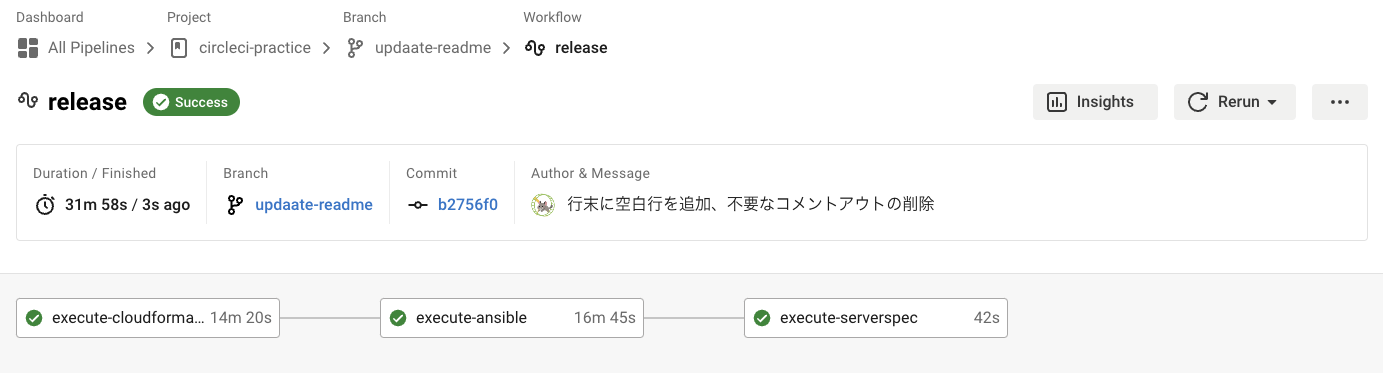 Dashboard Project Branch Workflow
All Pipelines circleci-practice updaate-readme release
release Success Insights Rerun
Duration / Finished Branch Commit Author & Message
31m 58s / 3s ago updaate-readme b2756f0 行末に空白行を追加、不要なコメントアウトの削除
execute-cloudforma... 14m 20s execute-ansible 16m 45s execute-serverspec 42s